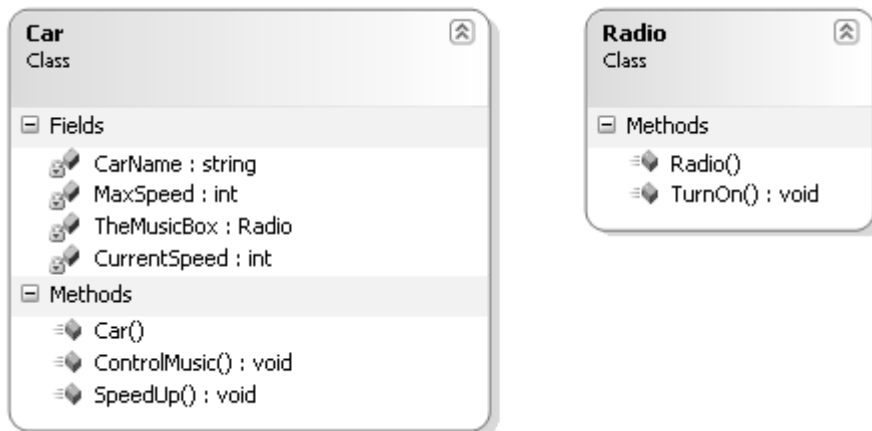 Car
Class
Fields
CarName : string
MaxSpeed : int
TheMusicBox : Radio
CurrentSpeed : int
Methods
Car()
ControlMusic() : void
SpeedUp() : void
Radio
Class
Methods
Radio()
TurnOn() : void